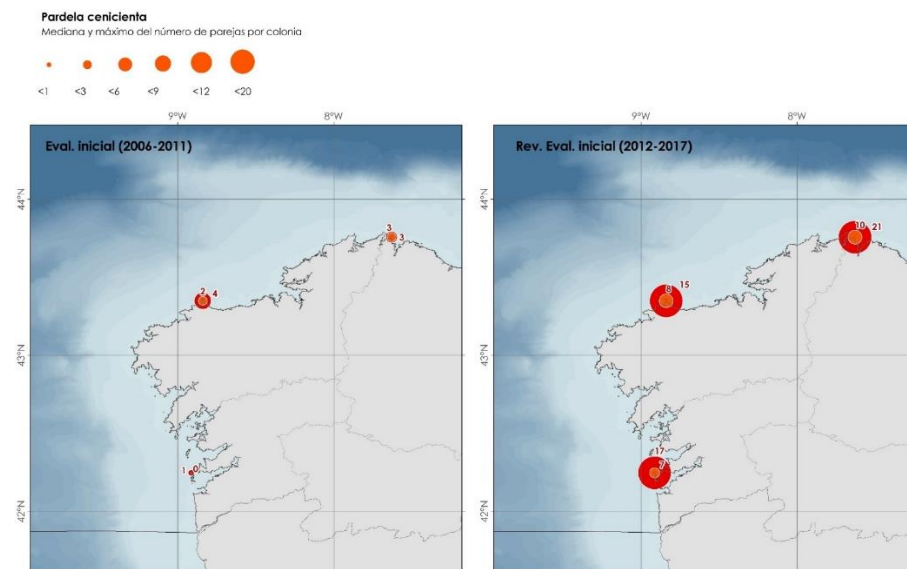 Pardela cenicienta
Mediana y máximo del número de parejas por colonia
<1 <3 <6 <9 <12 <20
9°W 8°W
Eval. inicial (2006-2011)
44°N
3
3
2 4
43°N
1 0
42°N
9°W 8°W
Rev. Eval. inicial (2012-2017)
44°N
10 21
15
8
43°N
17
7
42°N